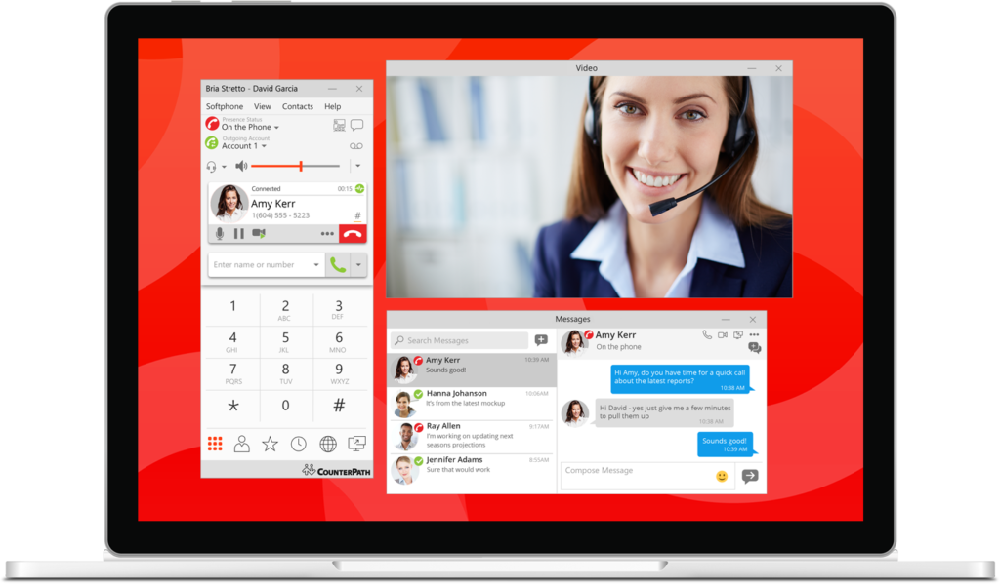 Bria Stretto - David Garcia
Softphone View Contacts Help
Presence Status
On the Phone
Outgoing Account
Account 1
Connected 00:15
Amy Kerr
1(604) 555 - 5223 #
Enter name or number
1 2 3
ABC DEF
4 5 6
GHI JKL MNO
7 8 9
PQRS TUV WXYZ
* 0 #
COUNTERPATH
Video
Messages
Search Messages
Amy Kerr 10:39 AM
Sounds good!
Hanna Johanson 10:06AM
It's from the latest mockup
Ray Allen 9:17AM
I'm working on updating next
seasons projections
Jennifer Adams 8:55AM
Sure that would work
Amy Kerr
On the phone
Hi Amy, do you have time for a quick call
about the latest reports?
10:38 AM
Hi David - yes just give me a few minutes
to pull them up
10:38 AM
Sounds good!
10:39 AM
Compose Message